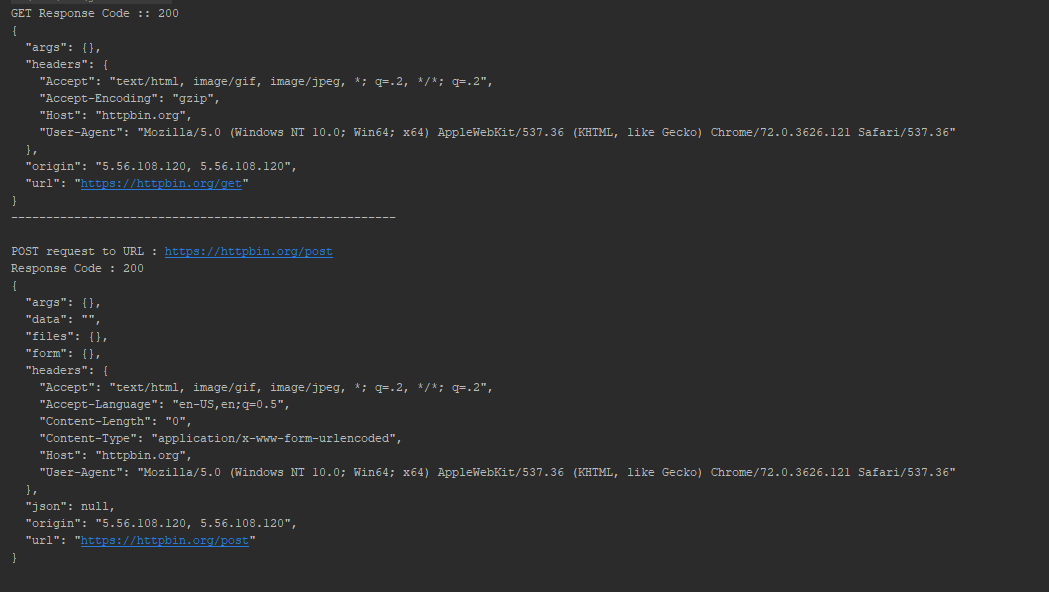 GET Response Code :: 200
{
  "args": {},
  "headers": {
    "Accept": "text/html, image/gif, image/jpeg, *; q=.2, */*; q=.2",
    "Accept-Encoding": "gzip",
    "Host": "httpbin.org",
    "User-Agent": "Mozilla/5.0 (Windows NT 10.0; Win64; x64) AppleWebKit/537.36 (KHTML, like Gecko) Chrome/72.0.3626.121 Safari/537.36"
  },
  "origin": "5.56.108.120, 5.56.108.120",
  "url": "https://httpbin.org/get"
}
-------------------------------------------------------
POST request to URL : https://httpbin.org/post
Response Code : 200
{
  "args": {},
  "data": "",
  "files": {},
  "form": {},
  "headers": {
    "Accept": "text/html, image/gif, image/jpeg, *; q=.2, */*; q=.2",
    "Accept-Language": "en-US,en;q=0.5",
    "Content-Length": "0",
    "Content-Type": "application/x-www-form-urlencoded",
    "Host": "httpbin.org",
    "User-Agent": "Mozilla/5.0 (Windows NT 10.0; Win64; x64) AppleWebKit/537.36 (KHTML, like Gecko) Chrome/72.0.3626.121 Safari/537.36"
  },
  "json": null,
  "origin": "5.56.108.120, 5.56.108.120",
  "url": "https://httpbin.org/post"
}